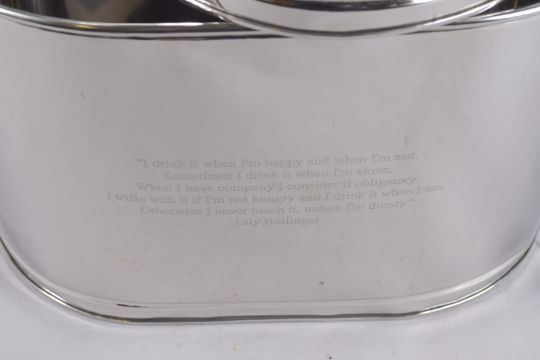 "I drink it when I'm happy and when I'm sad.
Sometimes I drink it when I'm alone.
When I have company I consider it obligatory.
I trifle with it if I'm not hungry and I drink it when I am.
Otherwise I never touch it, unless I'm thirsty"
Lily Bollinger